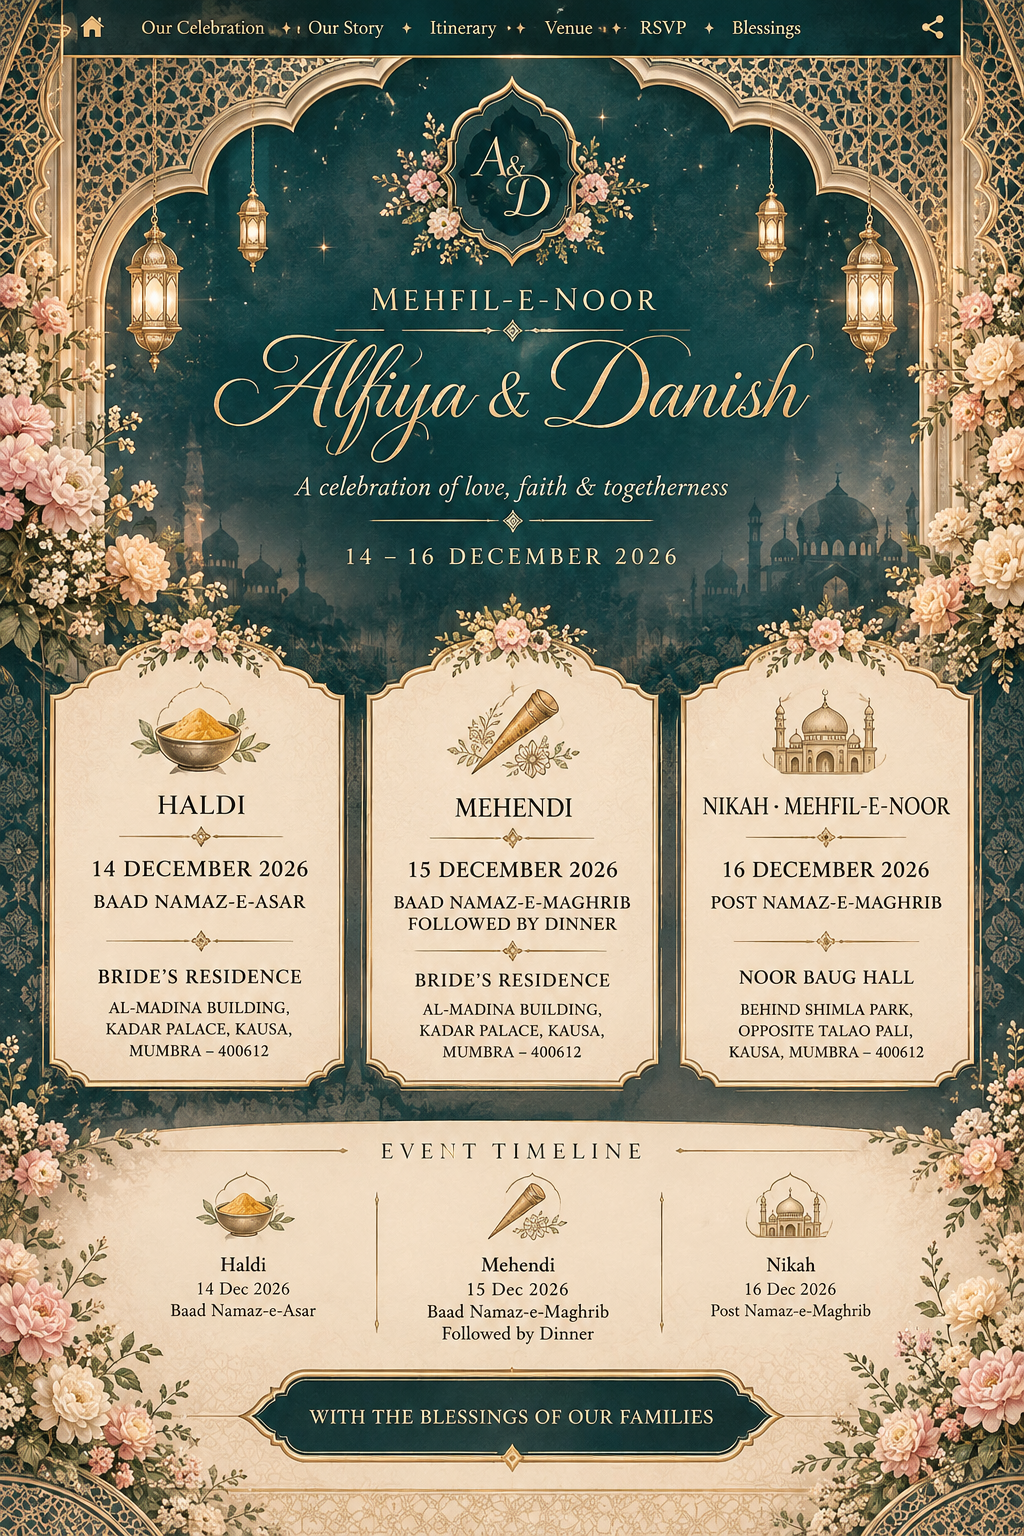 Our Celebration
Our Story
Itinerary
Venue
RSVP
Blessings
A&D
MEHFIL-E-NOOR
Alfiya & Danish
A celebration of love, faith & togetherness
14 – 16 DECEMBER 2026
HALDI
14 DECEMBER 2026
BAAD NAMAZ-E-ASAR
BRIDE'S RESIDENCE
AL-MADINA BUILDING,
KADAR PALACE, KAUSA,
MUMBRA – 400612
MEHENDI
15 DECEMBER 2026
BAAD NAMAZ-E-MAGHRIB
FOLLOWED BY DINNER
BRIDE'S RESIDENCE
AL-MADINA BUILDING,
KADAR PALACE, KAUSA,
MUMBRA – 400612
NIKAH · MEHFIL-E-NOOR
16 DECEMBER 2026
POST NAMAZ-E-MAGHRIB
NOOR BAUG HALL
BEHIND SHIMLA PARK,
OPPOSITE TALAO PALI,
KAUSA, MUMBRA – 400612
EVENT TIMELINE
Haldi
14 Dec 2026
Baad Namaz-e-Asar
Mehendi
15 Dec 2026
Baad Namaz-e-Maghrib
Followed by Dinner
Nikah
16 Dec 2026
Post Namaz-e-Maghrib
WITH THE BLESSINGS OF OUR FAMILIES